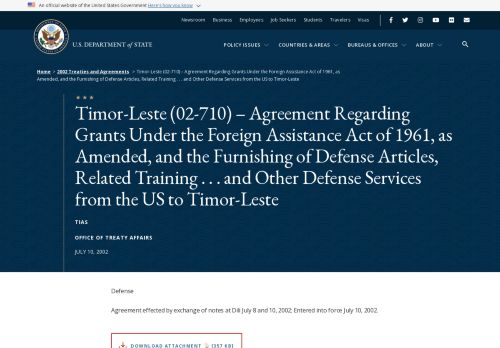 An official website of the United States Government Here's how you know
Newsroom Business Employers Job Seekers Students Travelers Visas
U.S. DEPARTMENT of STATE
POLICY ISSUES COUNTRIES & AREAS BUREAUS & OFFICES ABOUT
Home > 2002 Treaties and Agreements > Timor-Leste (02-710) – Agreement Regarding Grants Under the Foreign Assistance Act of 1961, as
Amended, and the Furnishing of Defense Articles, Related Training . . . and Other Defense Services from the US to Timor-Leste
Timor-Leste (02-710) – Agreement Regarding
Grants Under the Foreign Assistance Act of 1961, as
Amended, and the Furnishing of Defense Articles,
Related Training . . . and Other Defense Services
from the US to Timor-Leste
TIAS
OFFICE OF TREATY AFFAIRS
JULY 10, 2002
Defense
Agreement effected by exchange of notes at Dili July 8 and 10, 2002; Entered into force July 10, 2002.
DOWNLOAD ATTACHMENT [357 KB]